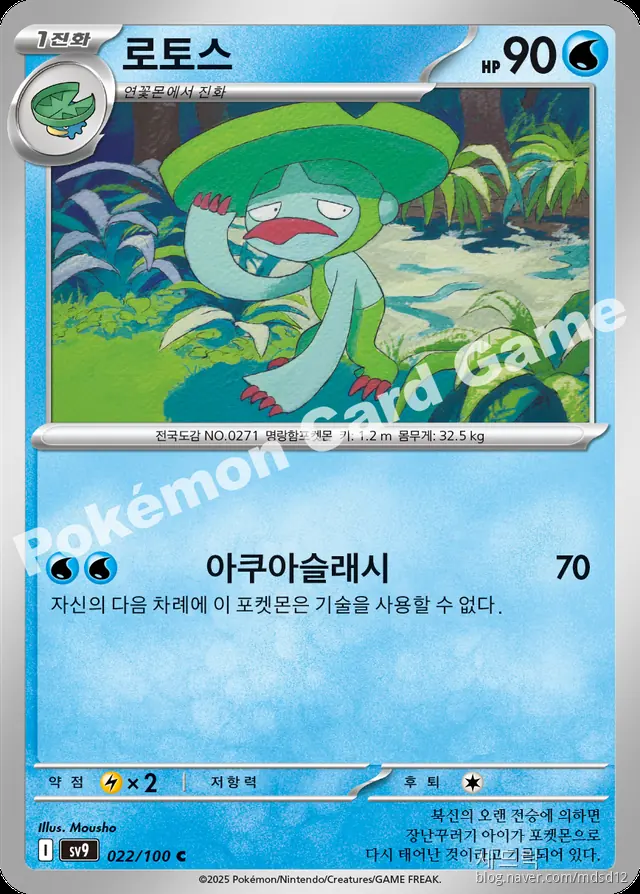 1진화
로토스
HP 90
연꽃몬에서 진화
전국도감 NO.0271 명랑함포켓몬 키: 1.2 m 몸무게: 32.5 kg
Pokémon Card Game
아쿠아슬래시 70
자신의 다음 차례에 이 포켓몬은 기술을 사용할 수 없다.
약점 ×2 저항력 후퇴
Illus. Mousho
I sv9 022/100 C
북신의 오랜 전승에 의하면
장난꾸러기 아이가 포켓몬으로
다시 태어난 것이라고 전해지고 있다.
blog.naver.com/mdsd12
©2025 Pokémon/Nintendo/Creatures/GAME FREAK.